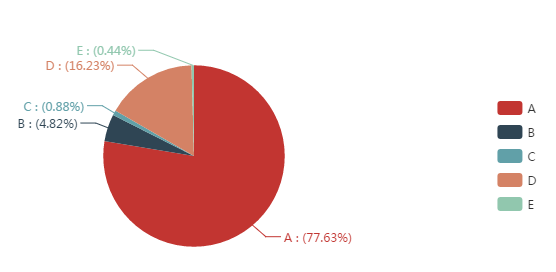 E : (0.44%)
D : (16.23%)
C : (0.88%)
B : (4.82%)
A : (77.63%)
A
B
C
D
E